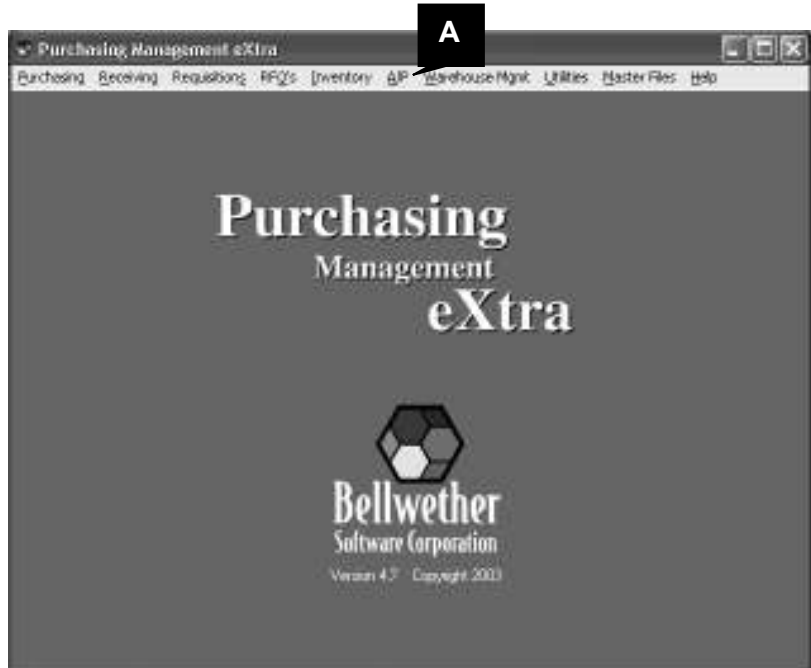 A
Purchasing Management eXtra
Purchasing Receiving Requisitions RFQ's Inventory A/P Warehouse Mgmt Utilities Master Files Help
Purchasing
Management
eXtra
Bellwether
Software Corporation
Version 4.7 Copyright 2003